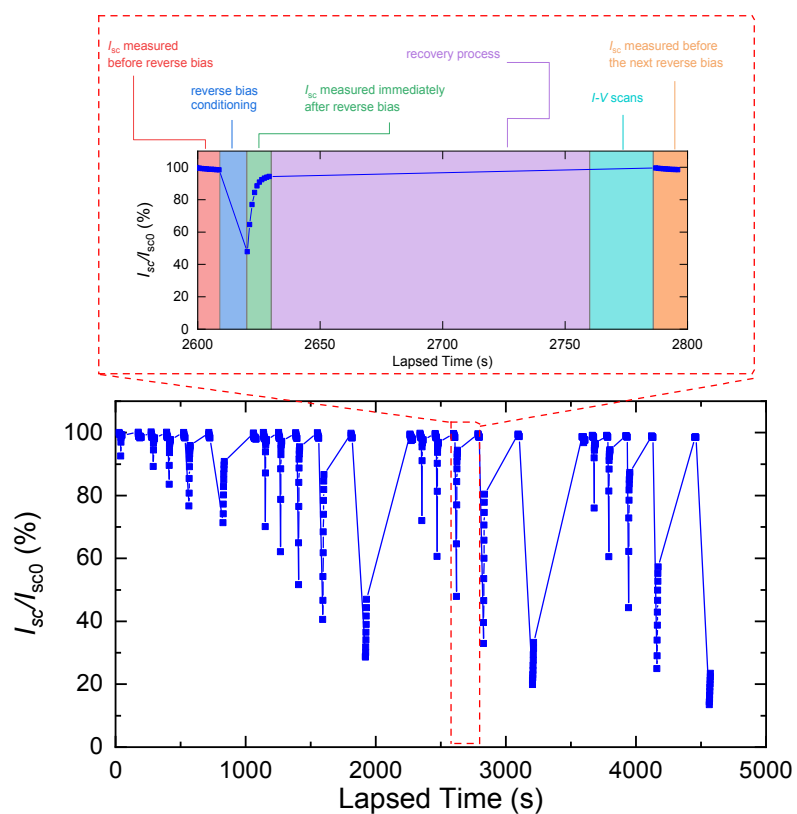 I_sc measured
before reverse bias
reverse bias
conditioning
I_sc measured immediately
after reverse bias
recovery process
I-V scans
I_sc measured before
the next reverse bias
100
80
60
40
20
0
I_sc/I_sc0 (%)
2600 2650 2700 2750 2800
Lapsed Time (s)
100
80
60
40
20
0
I_sc/I_sc0 (%)
0 1000 2000 3000 4000 5000
Lapsed Time (s)